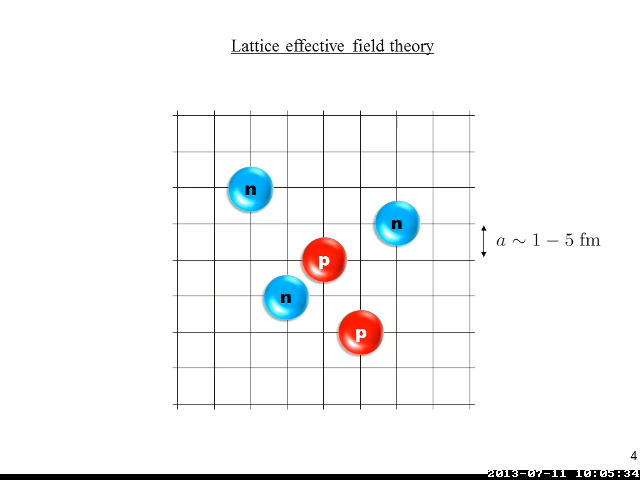 Lattice effective field theory
n
n
a ∼ 1 − 5 fm
p
n
p
4
2013-07-11 10:05:34